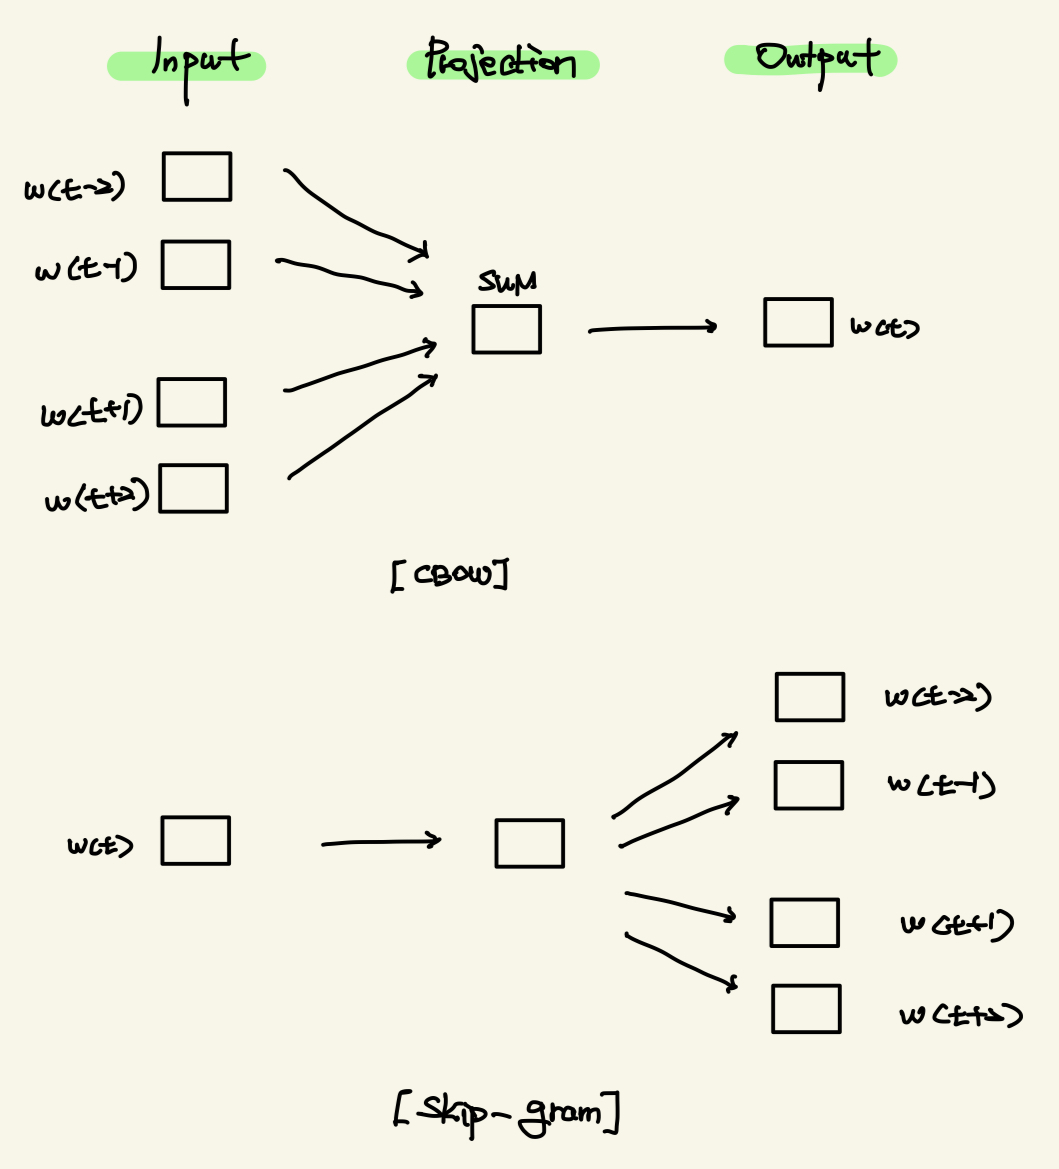 Input Projection Output
w(t-2)
w(t-1)
SUM
w(t)
w(t+1)
w(t+2)
[CBOW]
w(t-2)
w(t-1)
w(t)
w(t+1)
w(t+2)
[Skip-gram]